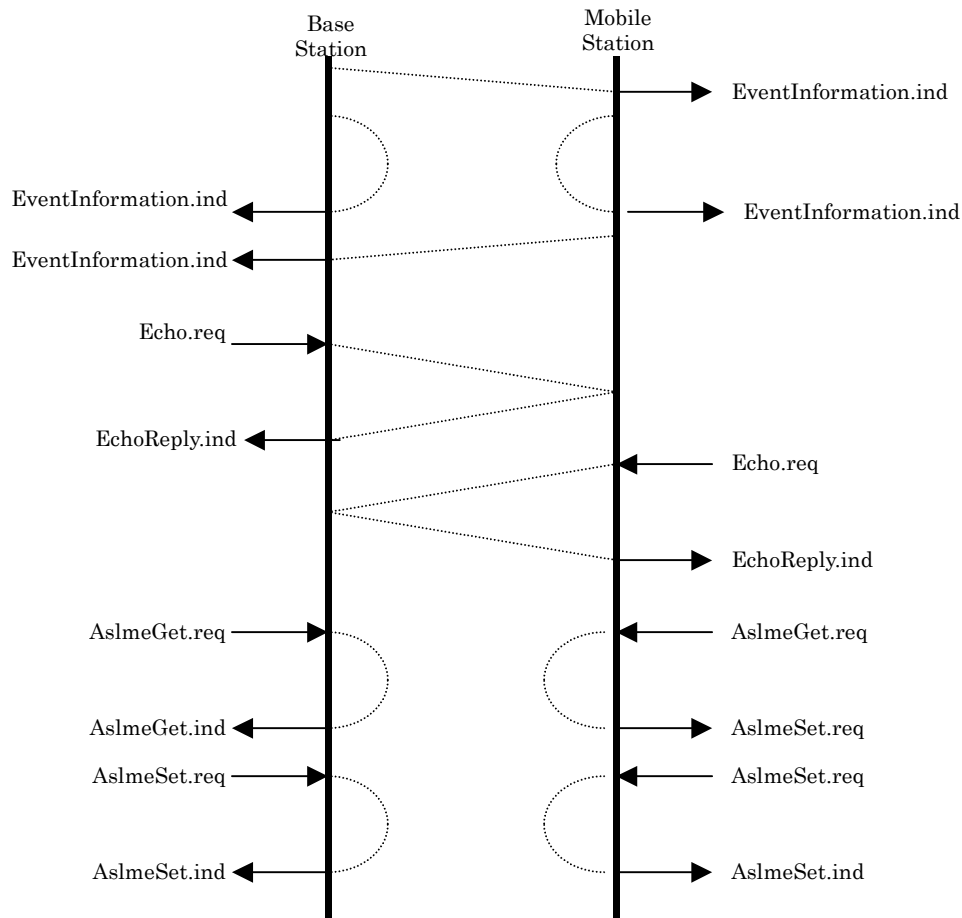 Base
Station
Mobile
Station
EventInformation.ind
EventInformation.ind
EventInformation.ind
EventInformation.ind
Echo.req
EchoReply.ind
Echo.req
EchoReply.ind
AslmeGet.req
AslmeGet.req
AslmeGet.ind
AslmeSet.req
AslmeSet.req
AslmeSet.req
AslmeSet.ind
AslmeSet.ind